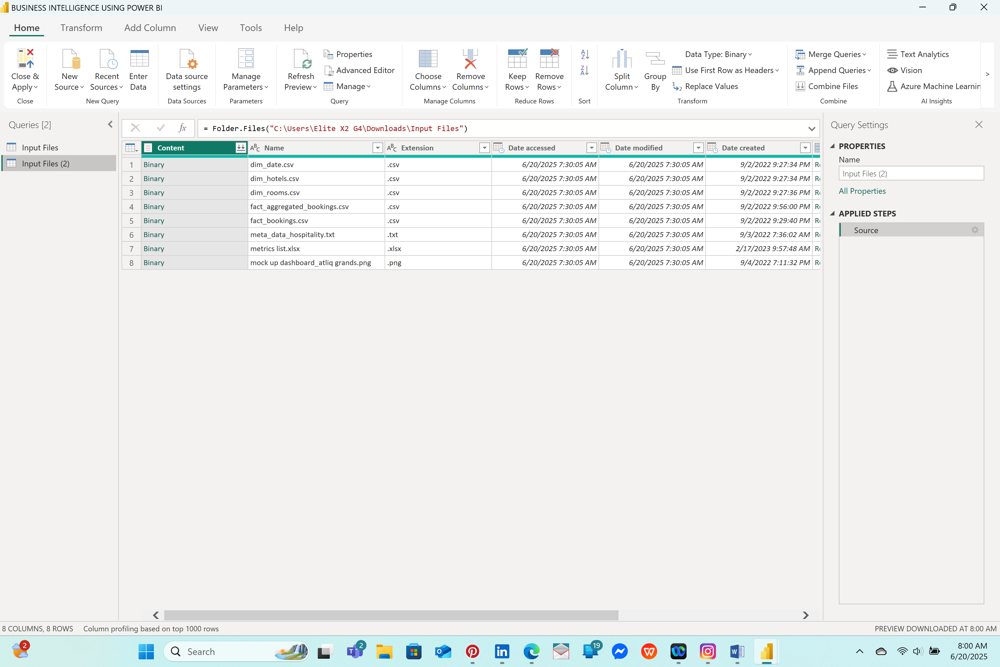 BUSINESS INTELLIGENCE USING POWER BI
Home Transform Add Column View Tools Help
Close & Apply
Close
New Source
Recent Sources
Enter Data
New Query
Data source settings
Data Sources
Manage Parameters
Parameters
Refresh Preview
Properties
Advanced Editor
Manage
Query
Choose Columns
Remove Columns
Manage Columns
Keep Rows
Remove Rows
Reduce Rows
Sort
Split Column
Group By
Data Type: Binary
Use First Row as Headers
Replace Values
Transform
Merge Queries
Append Queries
Combine Files
Combine
Text Analytics
Vision
Azure Machine Learnin
AI Insights
Queries [2]
Input Files
Input Files (2)
= Folder.Files("C:\Users\Elite X2 G4\Downloads\Input Files")
Content Name Extension Date accessed Date modified Date created
1 Binary dim_date.csv .csv 6/20/2025 7:30:05 AM 6/20/2025 7:30:05 AM 9/2/2022 9:27:34 PM
2 Binary dim_hotels.csv .csv 6/20/2025 7:30:05 AM 6/20/2025 7:30:05 AM 9/2/2022 9:27:34 PM
3 Binary dim_rooms.csv .csv 6/20/2025 7:30:05 AM 6/20/2025 7:30:05 AM 9/2/2022 9:27:36 PM
4 Binary fact_aggregated_bookings.csv .csv 6/20/2025 7:30:05 AM 6/20/2025 7:30:05 AM 9/2/2022 9:56:00 PM
5 Binary fact_bookings.csv .csv 6/20/2025 7:30:05 AM 6/20/2025 7:30:05 AM 9/2/2022 9:29:40 PM
6 Binary meta_data_hospitality.txt .txt 6/20/2025 7:30:05 AM 6/20/2025 7:30:05 AM 9/3/2022 7:36:02 AM
7 Binary metrics list.xlsx .xlsx 6/20/2025 7:30:05 AM 6/20/2025 7:30:05 AM 2/17/2023 9:57:48 AM
8 Binary mock up dashboard_atliq grands.png .png 6/20/2025 7:30:05 AM 6/20/2025 7:30:05 AM 9/4/2022 7:11:32 PM
Query Settings
PROPERTIES
Name
Input Files (2)
All Properties
APPLIED STEPS
Source
8 COLUMNS, 8 ROWS Column profiling based on top 1000 rows
PREVIEW DOWNLOADED AT 8:00 AM
2
Search
2
19
8:00 AM
6/20/2025